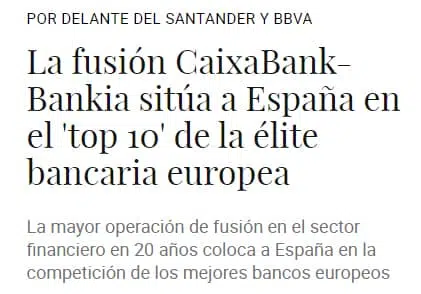 POR DELANTE DEL SANTANDER Y BBVA
La fusión CaixaBank-
Bankia sitúa a España en
el 'top 10' de la élite
bancaria europea
La mayor operación de fusión en el sector
financiero en 20 años coloca a España en la
competición de los mejores bancos europeos